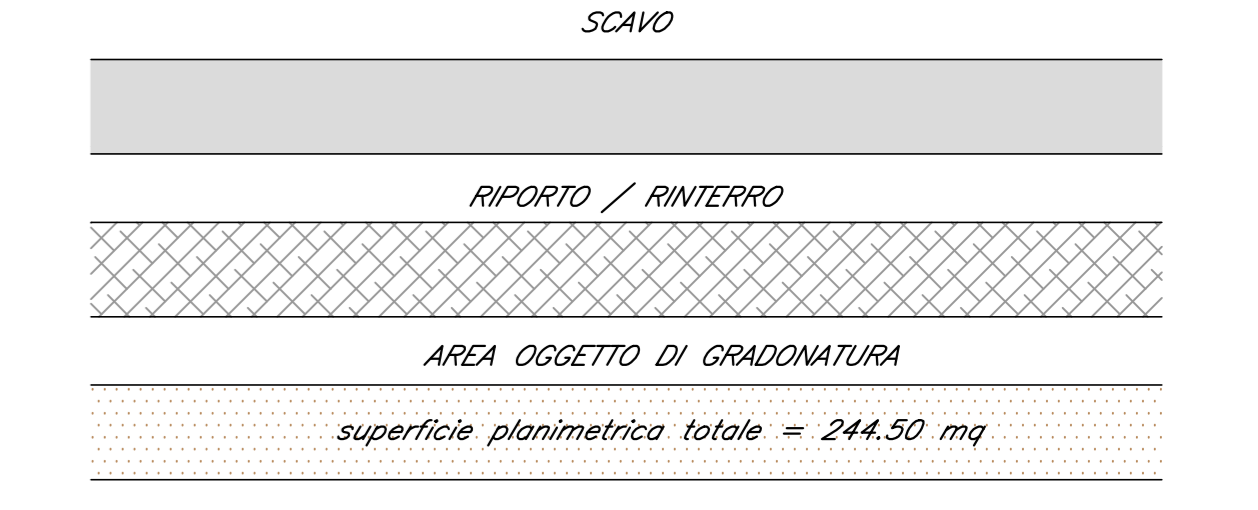 SCAVO
RIPORTO / RINTERRO
AREA OGGETTO DI GRADONATURA
superficie planimetrica totale = 244.50 mq